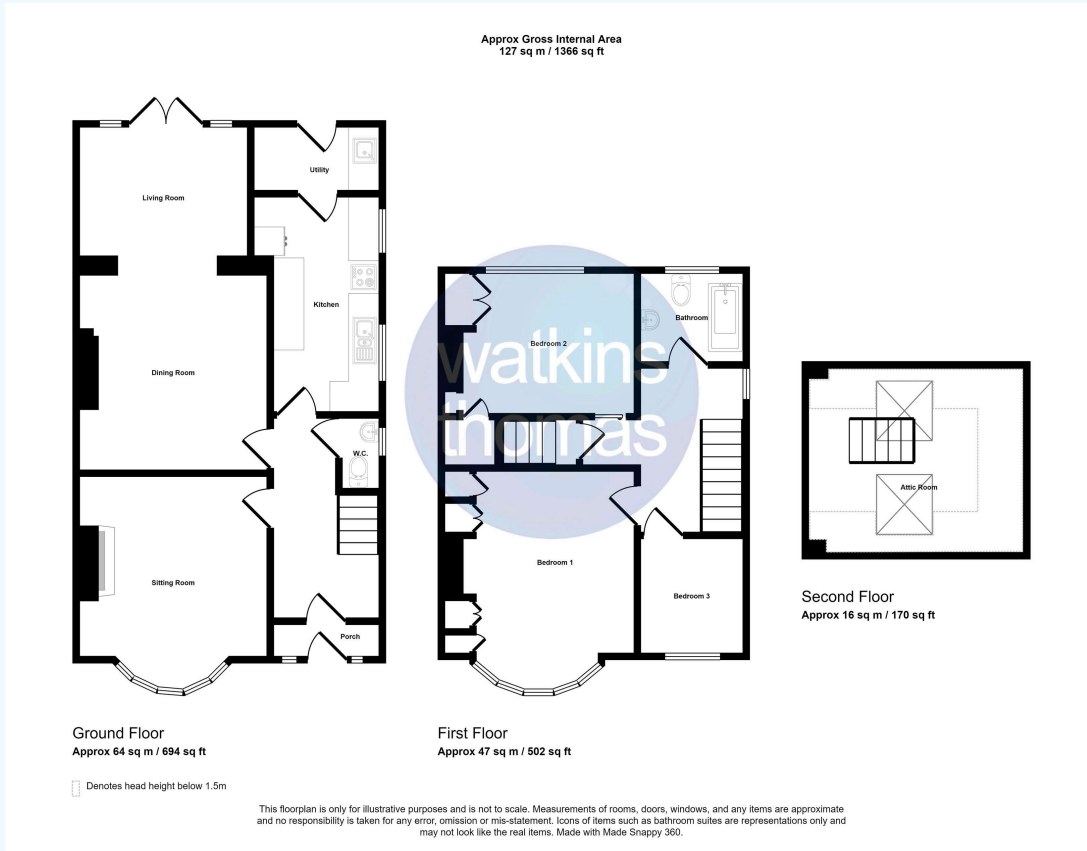 Approx Gross Internal Area
127 sq m / 1366 sq ft
Utility
Living Room
Kitchen
Dining Room
W.C.
Sitting Room
Porch
Bathroom
Bedroom 2
watkins
thomas
Bedroom 1
Bedroom 3
Attic Room
Second Floor
Approx 16 sq m / 170 sq ft
Ground Floor
Approx 64 sq m / 694 sq ft
First Floor
Approx 47 sq m / 502 sq ft
Denotes head height below 1.5m
This floorplan is only for illustrative purposes and is not to scale. Measurements of rooms, doors, windows, and any items are approximate
and no responsibility is taken for any error, omission or mis-statement. Icons of items such as bathroom suites are representations only and
may not look like the real items. Made with Made Snappy 360.